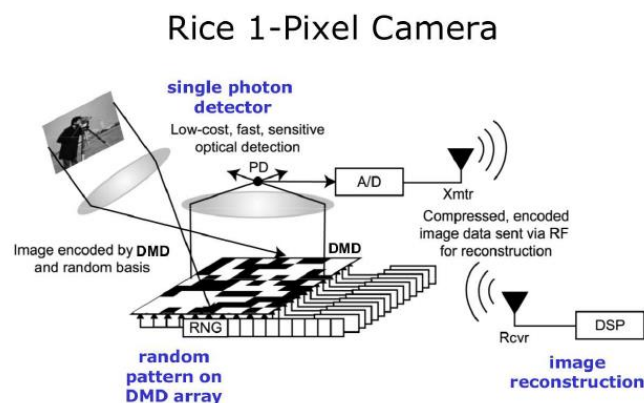 Rice 1-Pixel Camera
single photon
detector
Low-cost, fast, sensitive
optical detection
PD
A/D
Xmtr
Image encoded by DMD
and random basis
DMD
Compressed, encoded
image data sent via RF
for reconstruction
RNG
Rcvr
DSP
random
pattern on
DMD array
image
reconstruction